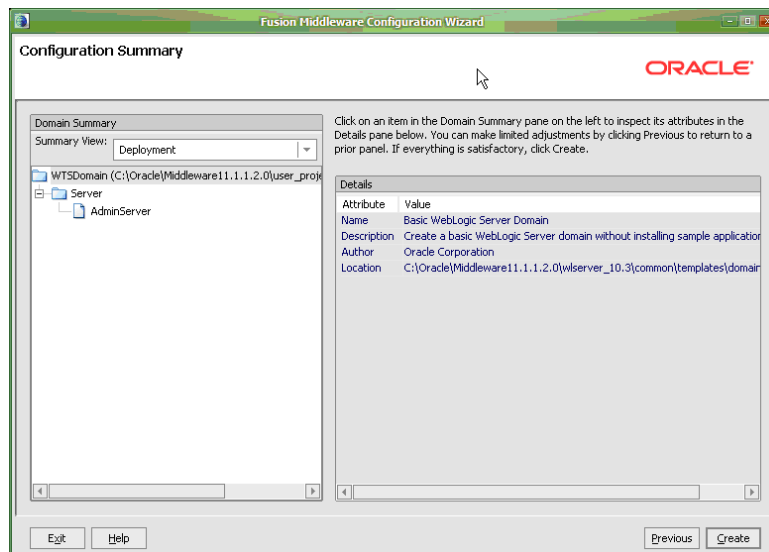 Fusion Middleware Configuration Wizard
Configuration Summary
ORACLE
Domain Summary
Summary View:
Deployment
WTSDomain (C:\Oracle\Middleware11.1.1.2.0\user_proje
Server
AdminServer
Click on an item in the Domain Summary pane on the left to inspect its attributes in the
Details pane below. You can make limited adjustments by clicking Previous to return to a
prior panel. If everything is satisfactory, click Create.
Details
Attribute Value
Name Basic WebLogic Server Domain
Description Create a basic WebLogic Server domain without installing sample application
Author Oracle Corporation
Location C:\Oracle\Middleware11.1.1.2.0\wlserver_10.3\common\templates\domain
Exit Help Previous Create